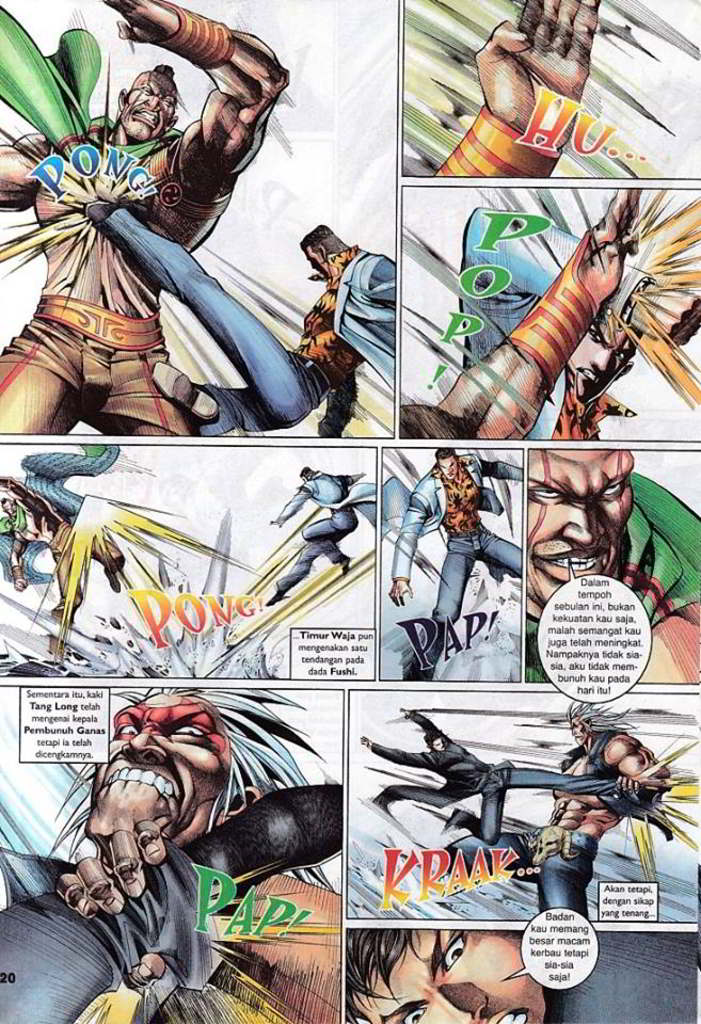 PONG!
HU...
POP!
PONG!
...Timur Waja pun
mengenakan satu
tendangan pada
dada Fushi.
PAP!
Dalam
tempoh
sebulan ini, bukan
kekuatan kau saja,
malah semangat kau
juga telah meningkat.
Nampaknya tidak sia-
sia, aku tidak mem-
bunuh kau pada
hari itu!
Sementara itu, kaki
Tang Long telah
mengenai kepala
Pembunuh Ganas
tetapi ia telah
dicengkamnya.
PAP!
KRAAK...
Akan tetapi,
dengan sikap
yang tenang...
Badan
kau memang
besar macam
kerbau tetapi
sia-sia
saja!
20